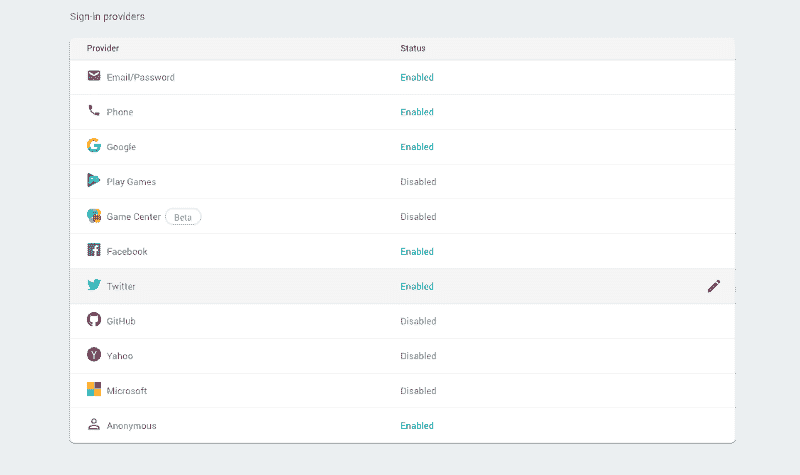 Sign-in providers
Provider Status
Email/Password Enabled
Phone Enabled
Google Enabled
Play Games Disabled
Game Center Beta Disabled
Facebook Enabled
Twitter Enabled
GitHub Disabled
Yahoo Disabled
Microsoft Disabled
Anonymous Enabled